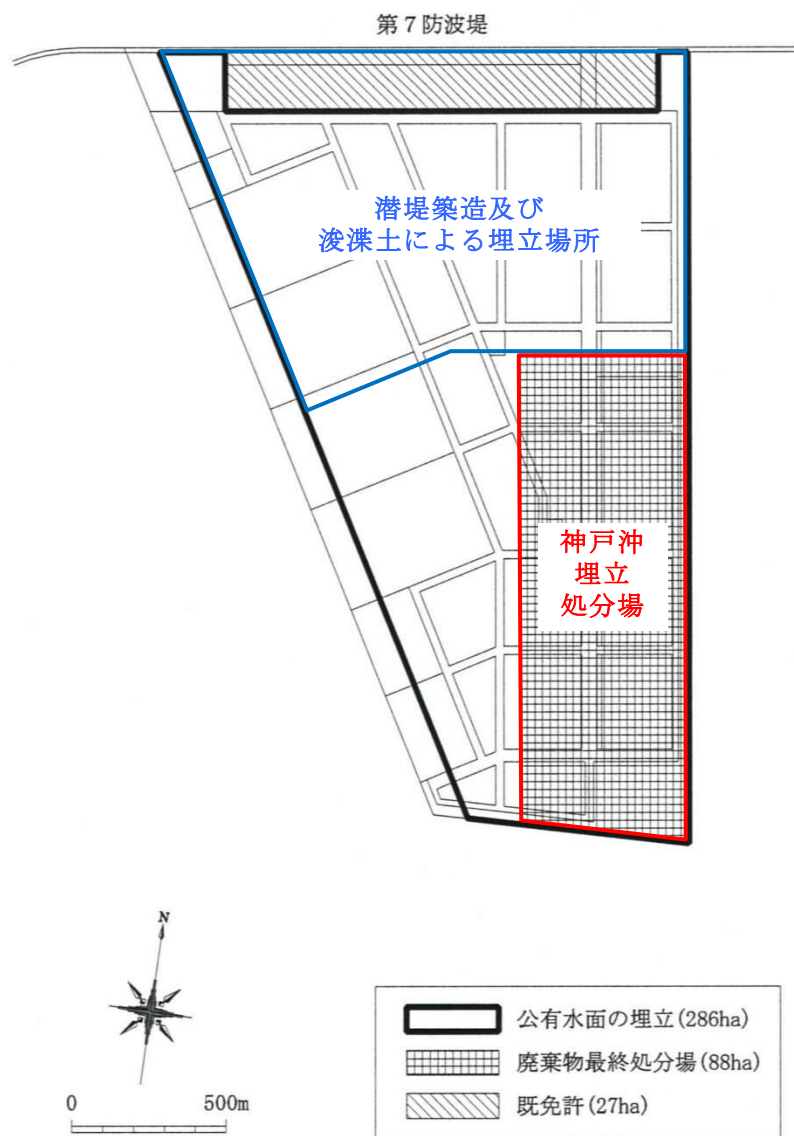 第７防波堤
潜堤築造及び
浚渫土による埋立場所
神戸沖
埋立
処分場
N
0 500m
公有水面の埋立(286ha)
廃棄物最終処分場(88ha)
既免許(27ha)